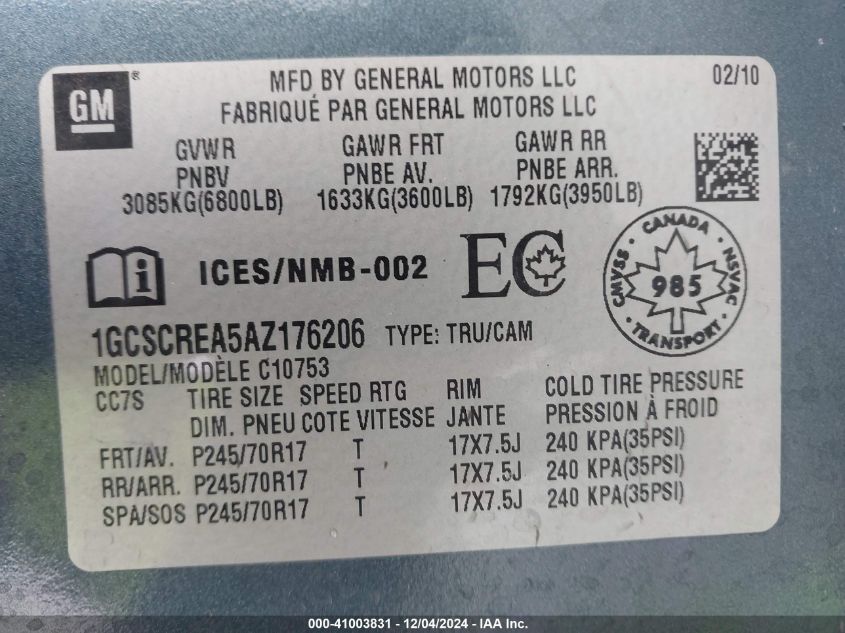 GM ®
MFD BY GENERAL MOTORS LLC 02/10
FABRIQUÉ PAR GENERAL MOTORS LLC
GVWR GAWR FRT GAWR RR
PNBV PNBE AV. PNBE ARR.
3085KG(6800LB) 1633KG(3600LB) 1792KG(3950LB)
i ICES/NMB-002 EC
CANADA
CMVSS 985 NSVAC
TRANSPORT
1GCSCREA5AZ176206 TYPE: TRU/CAM
MODEL/MODÈLE C10753
CC7S TIRE SIZE SPEED RTG RIM COLD TIRE PRESSURE
DIM. PNEU COTE VITESSE JANTE PRESSION À FROID
FRT/AV. P245/70R17 T 17X7.5J 240 KPA(35PSI)
RR/ARR. P245/70R17 T 17X7.5J 240 KPA(35PSI)
SPA/SOS P245/70R17 T 17X7.5J 240 KPA(35PSI)
000-41003831 - 12/04/2024 - IAA Inc.